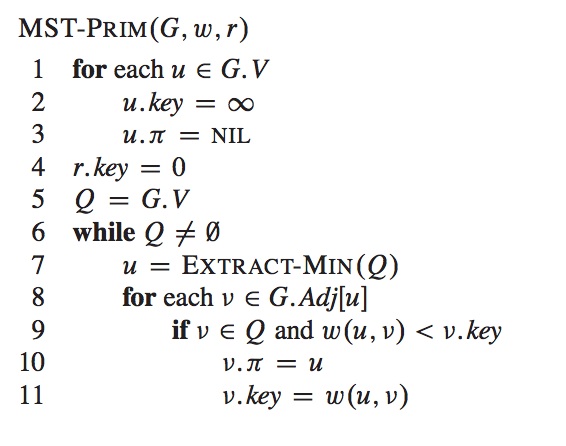 MST-PRIM(G, w, r)
1 for each u ∈ G.V
2 u.key = ∞
3 u.π = NIL
4 r.key = 0
5 Q = G.V
6 while Q ≠ ∅
7 u = EXTRACT-MIN(Q)
8 for each v ∈ G.Adj[u]
9 if v ∈ Q and w(u, v) < v.key
10 v.π = u
11 v.key = w(u, v)